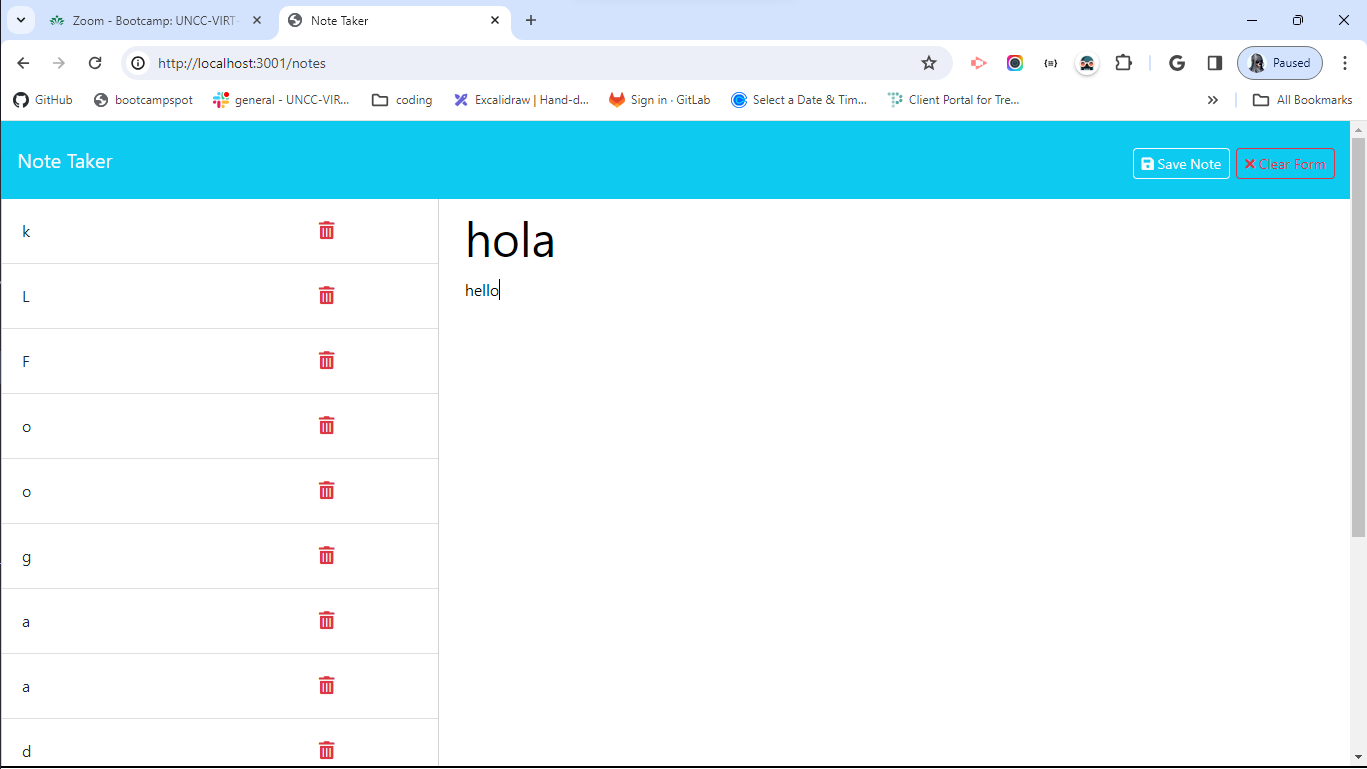 Zoom - Bootcamp: UNCC-VIRT-
Note Taker
http://localhost:3001/notes
Paused
GitHub
bootcampspot
general - UNCC-VIR...
coding
Excalidraw | Hand-d...
Sign in · GitLab
Select a Date & Tim...
Client Portal for Tre...
All Bookmarks
Note Taker
Save Note
Clear Form
k
hola
hello
L
F
o
o
g
a
a
d